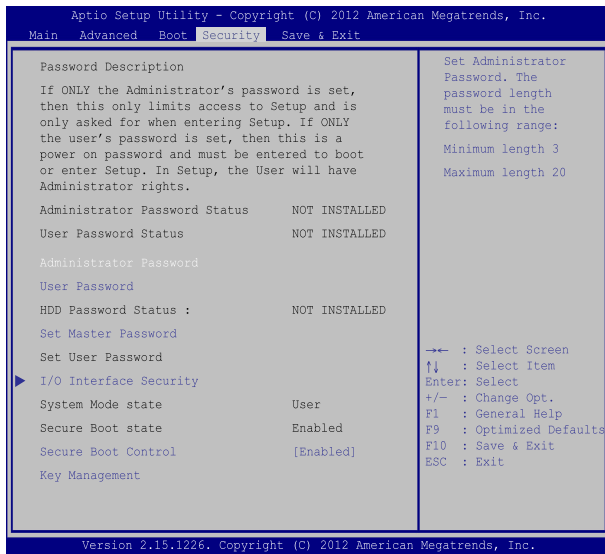 Aptio Setup Utility - Copyright (C) 2012 American Megatrends, Inc.
Main Advanced Boot Security Save & Exit
Password Description
If ONLY the Administrator's password is set,
then this only limits access to Setup and is
only asked for when entering Setup. If ONLY
the user's password is set, then this is a
power on password and must be entered to boot
or enter Setup. In Setup, the User will have
Administrator rights.
Administrator Password Status NOT INSTALLED
User Password Status NOT INSTALLED
Administrator Password
User Password
HDD Password Status : NOT INSTALLED
Set Master Password
Set User Password
I/O Interface Security
System Mode state User
Secure Boot state Enabled
Secure Boot Control [Enabled]
Key Management
Set Administrator
Password. The
password length
must be in the
following range:
Minimum length 3
Maximum length 20
→← : Select Screen
↑↓ : Select Item
Enter: Select
+/— : Change Opt.
F1 : General Help
F9 : Optimized Defaults
F10 : Save & Exit
ESC : Exit
Version 2.15.1226. Copyright (C) 2012 American Megatrends, Inc.